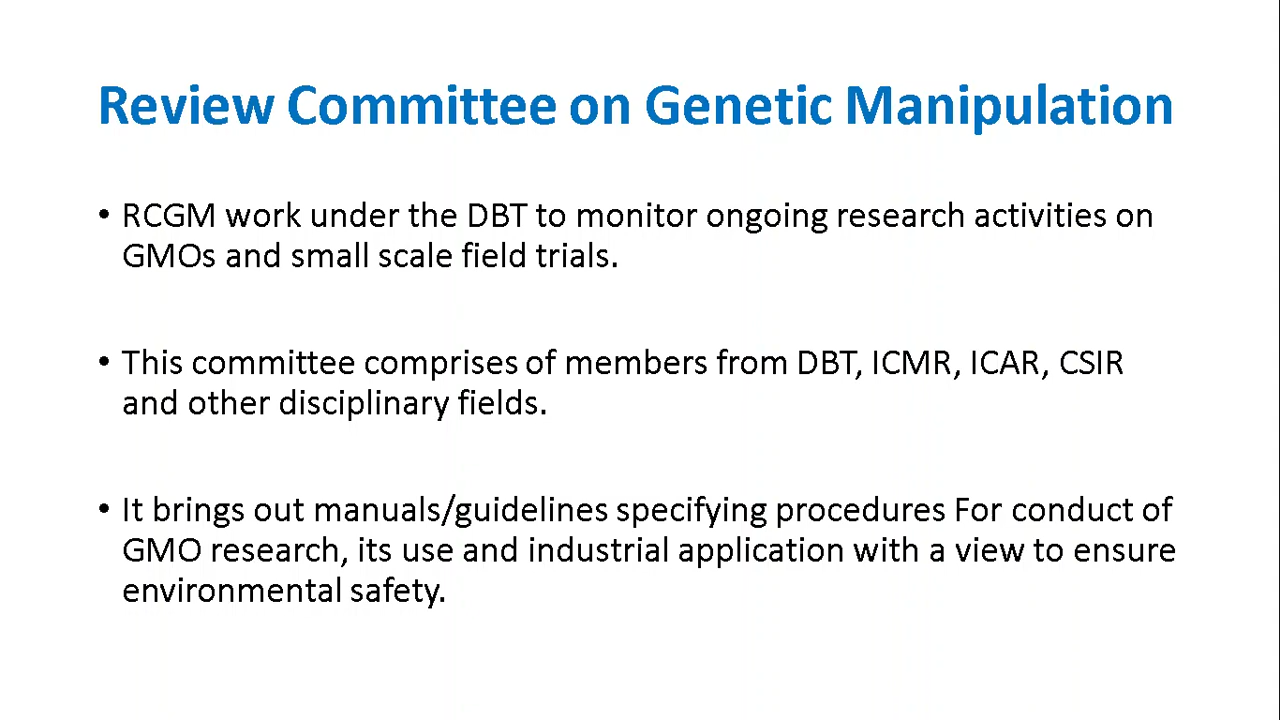 Review Committee on Genetic Manipulation
• RCGM work under the DBT to monitor ongoing research activities on
GMOs and small scale field trials.
• This committee comprises of members from DBT, ICMR, ICAR, CSIR
and other disciplinary fields.
• It brings out manuals/guidelines specifying procedures For conduct of
GMO research, its use and industrial application with a view to ensure
environmental safety.